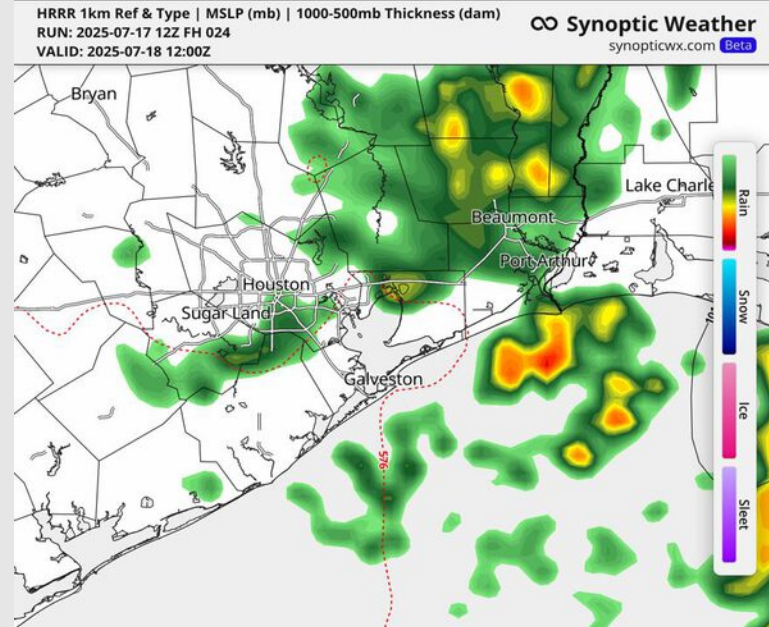 HRRR 1km Ref & Type | MSLP (mb) | 1000-500mb Thickness (dam)
RUN: 2025-07-17 12Z FH 024
VALID: 2025-07-18 12:00Z
Synoptic Weather
synopticwx.com Beta
Bryan
Lake Charle
Beaumont
Port Arthur
Houston
Sugar Land
Galveston
576
Rain
Snow
Ice
Sleet